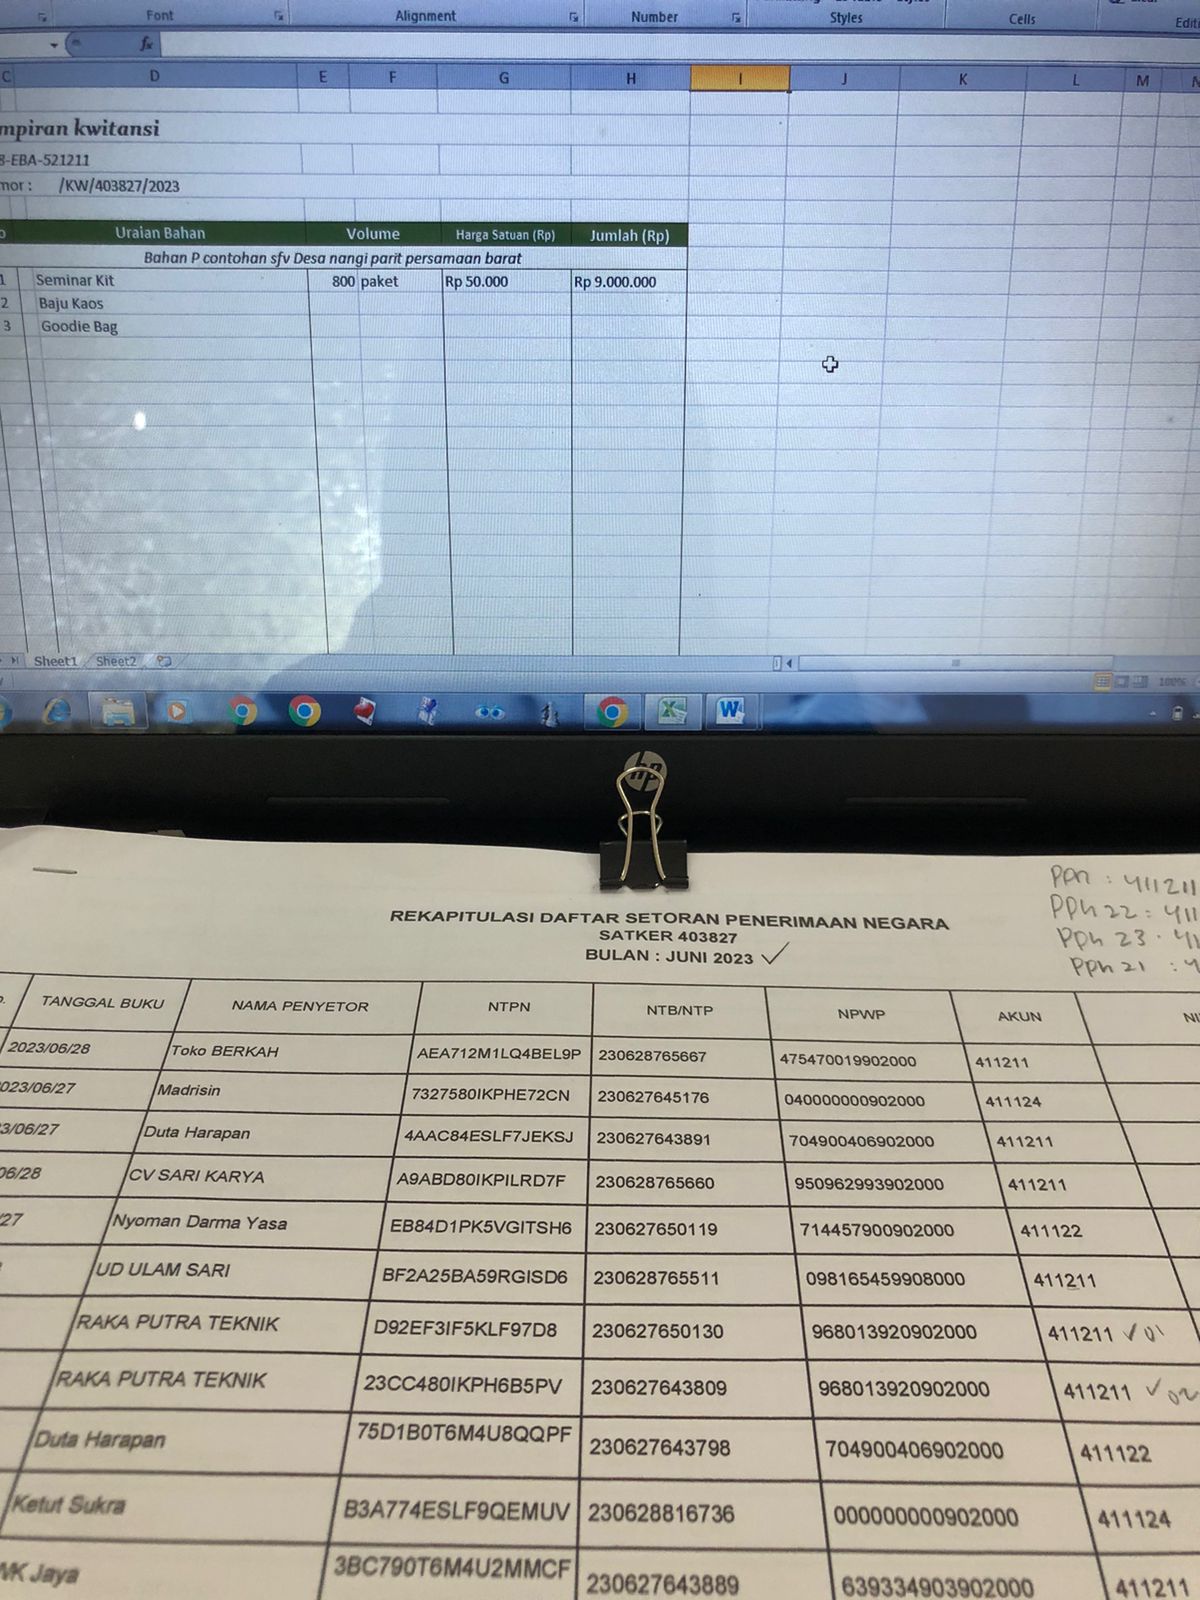 Font Alignment Number Styles Cells
fx
C D E F G H I J K L M
mpiran kwitansi
-EBA-521211
mor : /KW/403827/2023
Uraian Bahan Volume Harga Satuan (Rp) Jumlah (Rp)
Bahan P contohan sfv Desa nangi parit persamaan barat
1 Seminar Kit 800 paket Rp 50.000 Rp 9.000.000
2 Baju Kaos
3 Goodie Bag
Sheet1 Sheet2
100%
hp
PPn : 411211
PPh 22 : 411
PPh 23 : 41
PPh 21 : 4
REKAPITULASI DAFTAR SETORAN PENERIMAAN NEGARA
SATKER 403827
BULAN : JUNI 2023 ✓
TANGGAL BUKU NAMA PENYETOR NTPN NTB/NTP NPWP AKUN
2023/06/28 Toko BERKAH AEA712M1LQ4BEL9P 230628765667 475470019902000 411211
023/06/27 Madrisin 7327580IKPHE72CN 230627645176 040000000902000 411124
3/06/27 Duta Harapan 4AAC84ESLF7JEKSJ 230627643891 704900406902000 411211
06/28 CV SARI KARYA A9ABD80IKPILRD7F 230628765660 950962993902000 411211
/27 Nyoman Darma Yasa EB84D1PK5VGITSH6 230627650119 714457900902000 411122
UD ULAM SARI BF2A25BA59RGISD6 230628765511 098165459908000 411211
RAKA PUTRA TEKNIK D92EF3IF5KLF97D8 230627650130 968013920902000 411211 ✓ 01
RAKA PUTRA TEKNIK 23CC480IKPH6B5PV 230627643809 968013920902000 411211 ✓ 02
Duta Harapan 75D1B0T6M4U8QQPF 230627643798 704900406902000 411122
Ketut Sukra B3A774ESLF9QEMUV 230628816736 000000000902000 411124
Jaya 3BC790T6M4U2MMCF 230627643889 639334903902000 411211